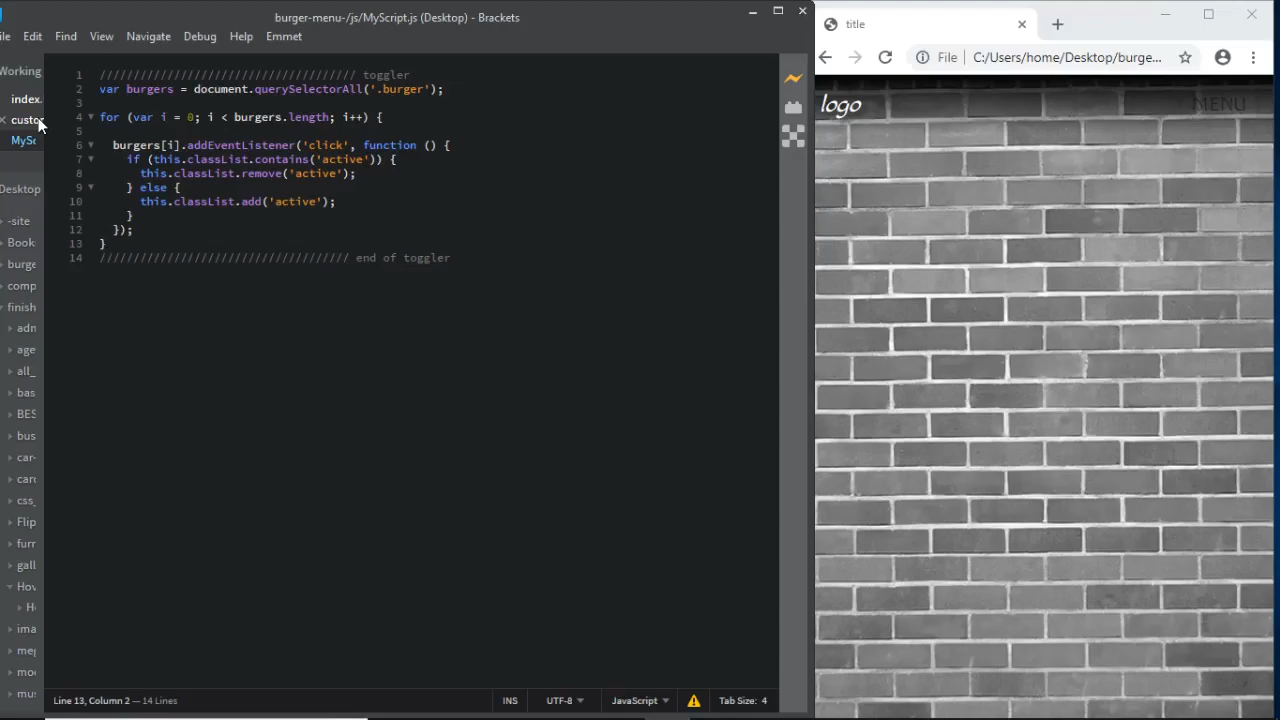 burger-menu-/js/MyScript.js (Desktop) - Brackets
Edit Find View Navigate Debug Help Emmet
Working
index.
custo
MySc
Desktop
-site
Book
burge
comp
finish
adn
age
all_
bas
BES
bus
car-
card
css_
Flip
furn
gall
Hov
H
ima
meg
mod
mus
1 ////////////////////////////////////// toggler
2 var burgers = document.querySelectorAll('.burger');
3
4 for (var i = 0; i < burgers.length; i++) {
5
6 burgers[i].addEventListener('click', function () {
7 if (this.classList.contains('active')) {
8 this.classList.remove('active');
9 } else {
10 this.classList.add('active');
11 }
12 });
13 }
14 ///////////////////////////////////// end of toggler
Line 13, Column 2 — 14 Lines
INS UTF-8 JavaScript Tab Size: 4
title
File C:/Users/home/Desktop/burge...
logo MENU